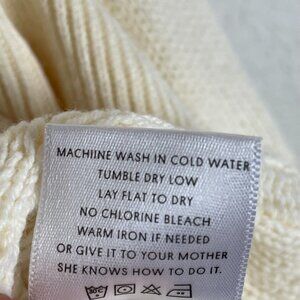 MACHIINE WASH IN COLD WATER
TUMBLE DRY LOW
LAY FLAT TO DRY
NO CHLORINE BLEACH
WARM IRON IF NEEDED
OR GIVE IT TO YOUR MOTHER
SHE KNOWS HOW TO DO IT.